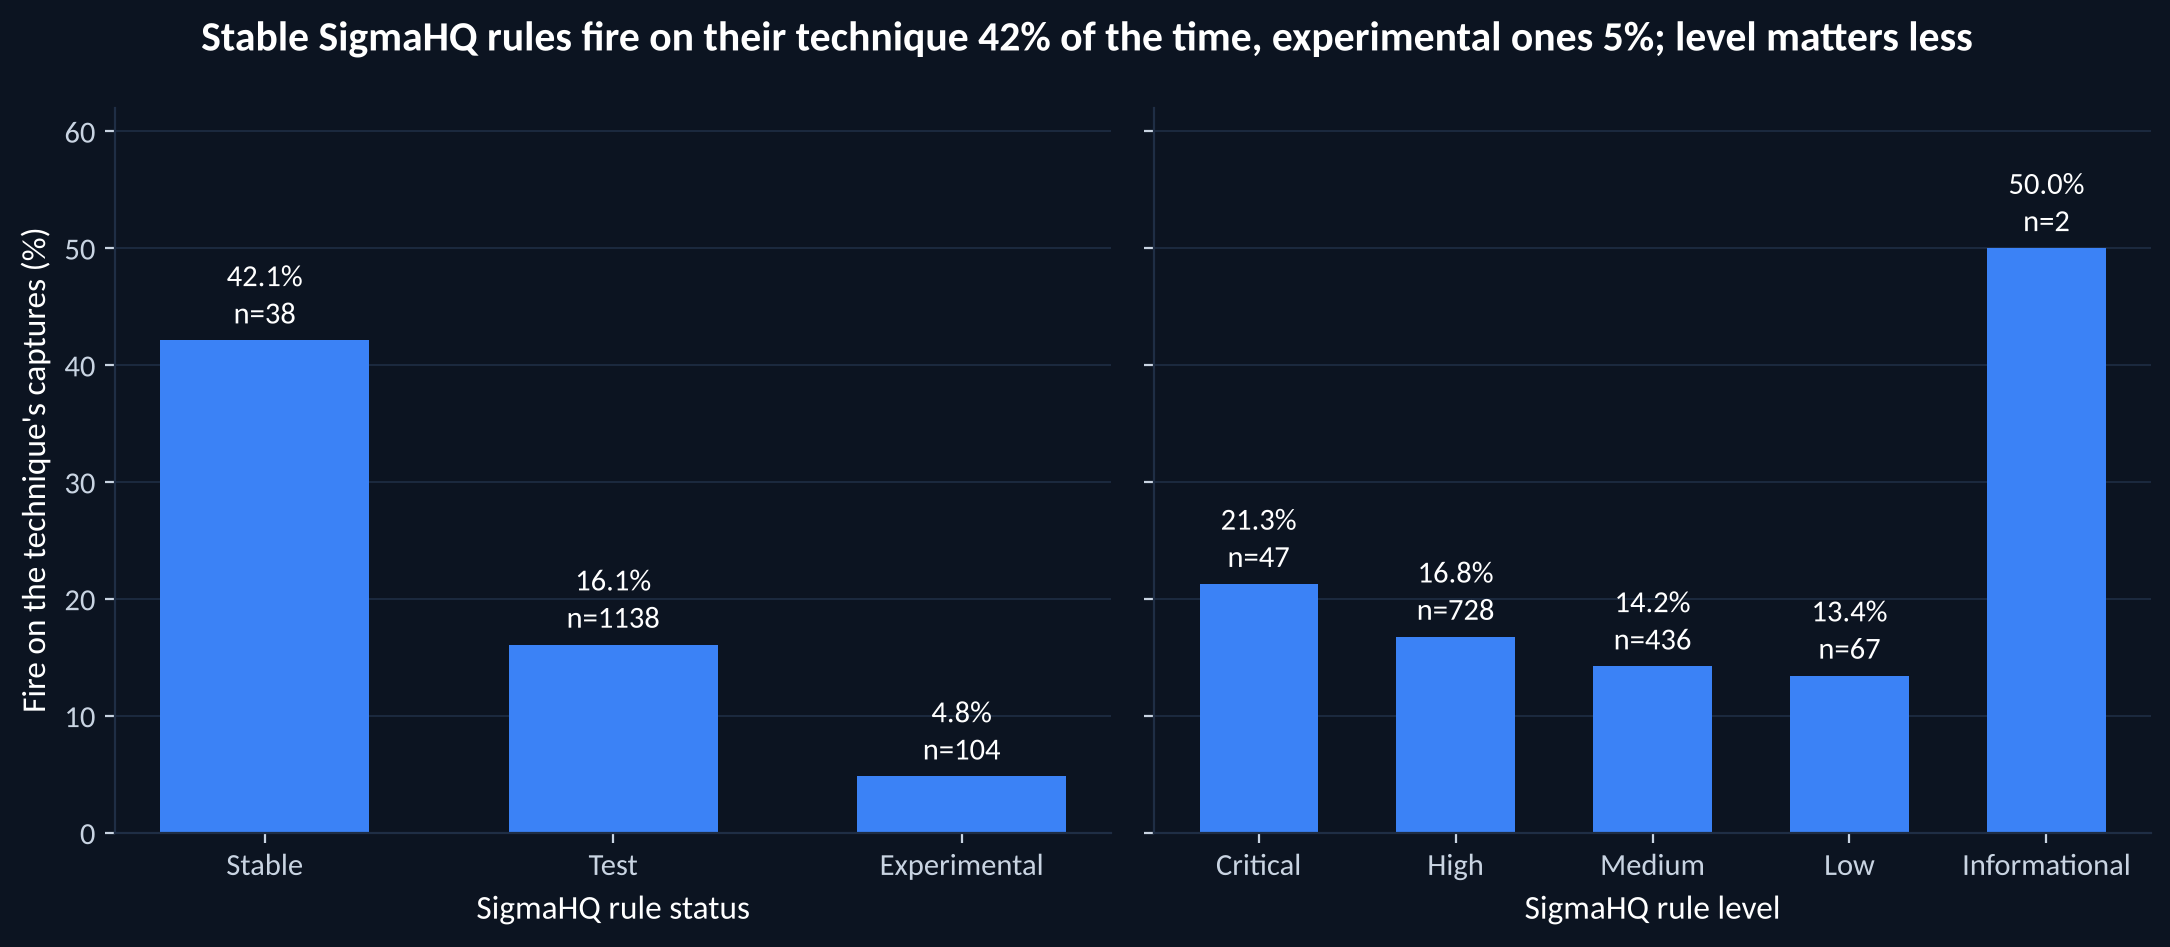 Stable SigmaHQ rules fire on their technique 42% of the time, experimental ones 5%; level matters less
Fire on the technique's captures (%)
60
50
40
30
20
10
0
42.1%
n=38
16.1%
n=1138
4.8%
n=104
Stable
Test
Experimental
SigmaHQ rule status
21.3%
n=47
16.8%
n=728
14.2%
n=436
13.4%
n=67
50.0%
n=2
Critical
High
Medium
Low
Informational
SigmaHQ rule level